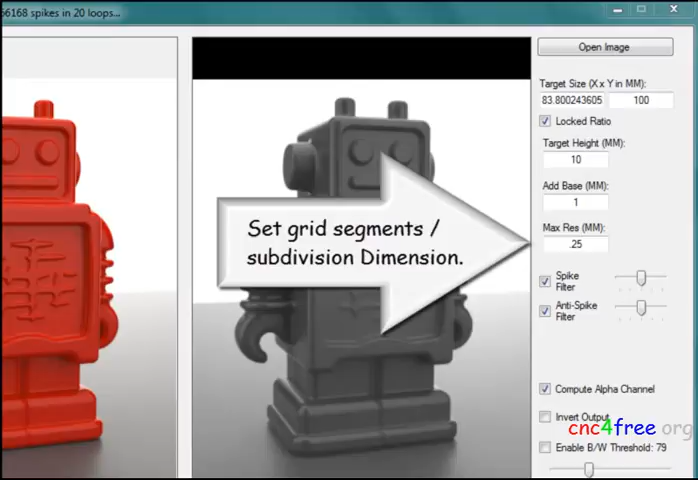 66168 spikes in 20 loops...
Open Image
Target Size (X x Y in MM):
83.800243605 100
Locked Ratio
Target Height (MM):
10
Add Base (MM):
1
Max Res (MM):
.25
Set grid segments /
subdivision Dimension.
Spike
Filter
Anti-Spike
Filter
Compute Alpha Channel
Invert Output
cnc4free org
Enable B/W Threshold: 79